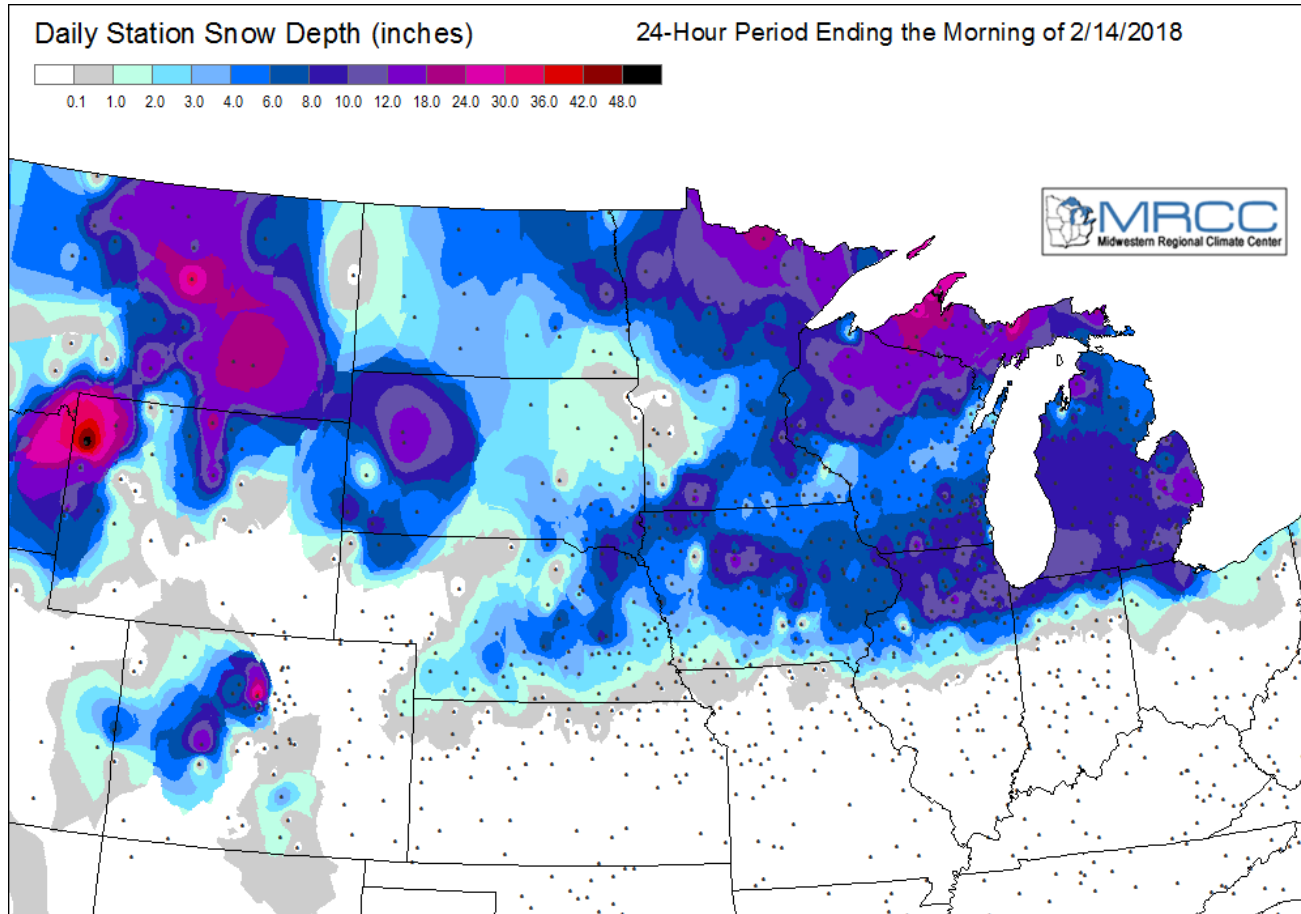 Daily Station Snow Depth (inches)
24-Hour Period Ending the Morning of 2/14/2018
0.1 1.0 2.0 3.0 4.0 6.0 8.0 10.0 12.0 18.0 24.0 30.0 36.0 42.0 48.0
MRCC
Midwestern Regional Climate Center